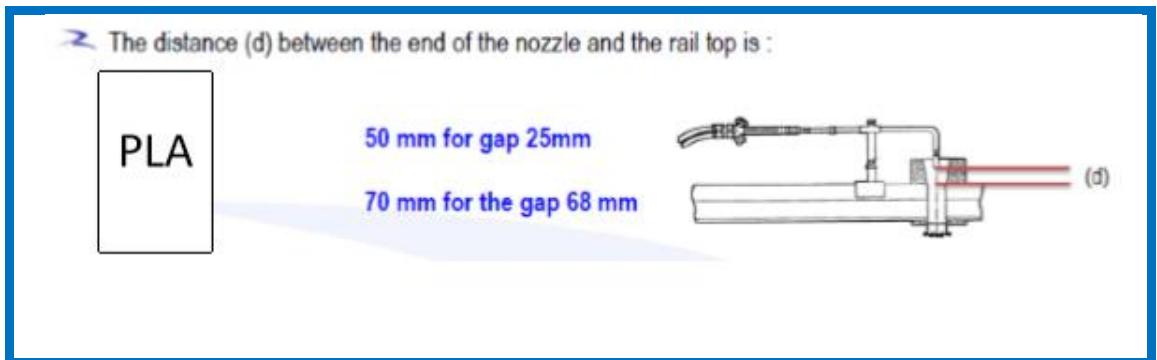 The distance (d) between the end of the nozzle and the rail top is :
PLA
50 mm for gap 25mm
70 mm for the gap 68 mm
(d)